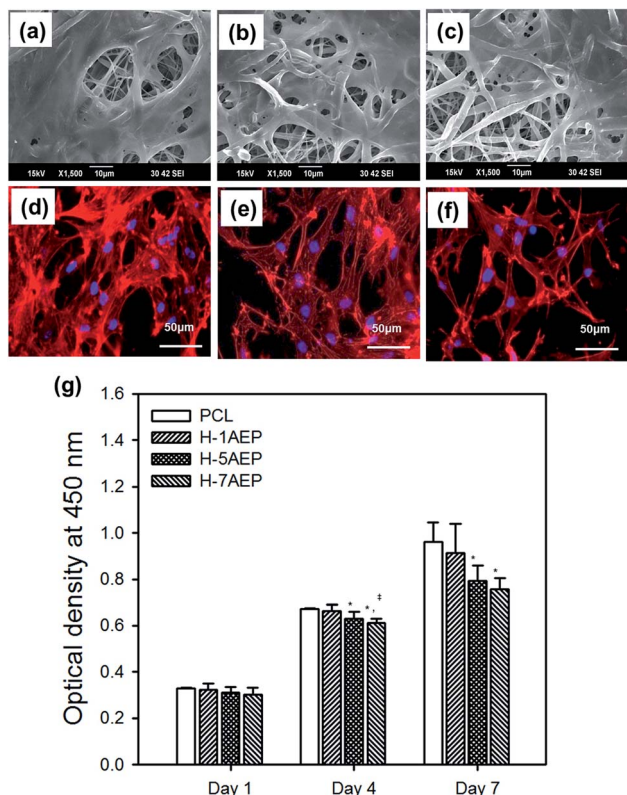 (a)
(b)
(c)
15kV X1,500 10µm 30 42 SEI
15kV X1,500 10µm 30 42 SEI
15kV X1,500 10µm 30 42 SEI
(d)
(e)
(f)
50µm
50µm
50µm
(g)
Optical density at 450 nm
1.6
1.4
1.2
1.0
0.8
0.6
0.4
0.2
0.0
PCL
H-1AEP
H-5AEP
H-7AEP
* *,‡
* *
Day 1 Day 4 Day 7